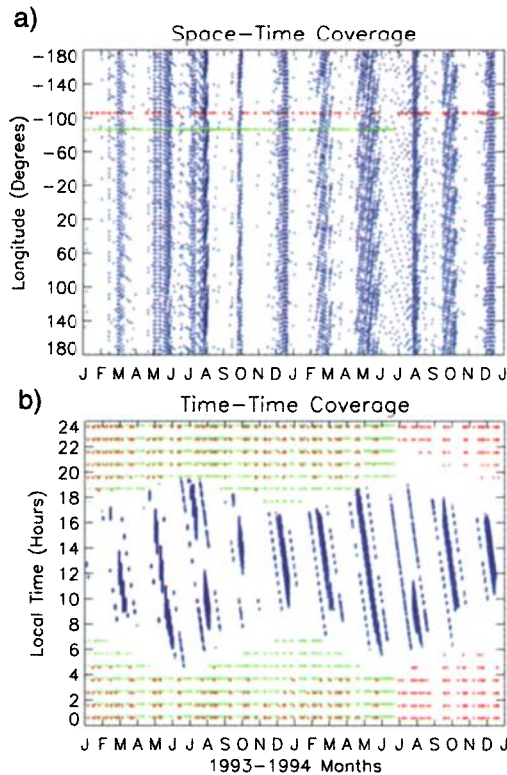 a)
Space-Time Coverage
Longitude (Degrees)
-180
-140
-100
-60
-20
20
60
100
140
180
J F M A M J J A S O N D J F M A M J J A S O N D J
b)
Time-Time Coverage
Local Time (Hours)
24
22
20
18
16
14
12
10
8
6
4
2
0
J F M A M J J A S O N D J F M A M J J A S O N D J
1993-1994 Months